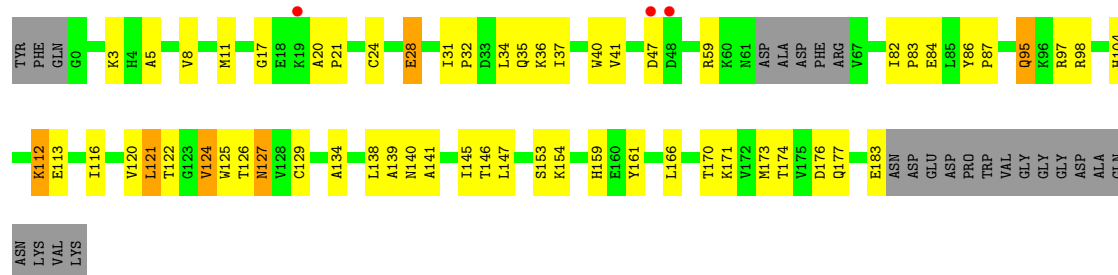 TYR PHE GLN G0 K3 H4 A5 V8 M11 G17 E18 K19 A20 P21 C24 E28 I31 P32 D33 L34 Q35 K36 I37 W40 V41 D47 D48 R59 K60 N61 ASP ALA ASP PHE ARG V67 I82 P83 E84 L85 Y86 P87 Q95 K96 R97 R98 H104
K112 E113 I116 V120 L121 T122 G123 V124 W125 T126 N127 V128 C129 A134 L138 A139 N140 A141 I145 T146 L147 S153 K154 H159 E160 Y161 L166 T170 K171 V172 M173 T174 V175 D176 Q177 E183 ASN ASP GLU ASP PRO TRP VAL GLY GLY GLY ASP ALA GLN
ASN LYS VAL LYS